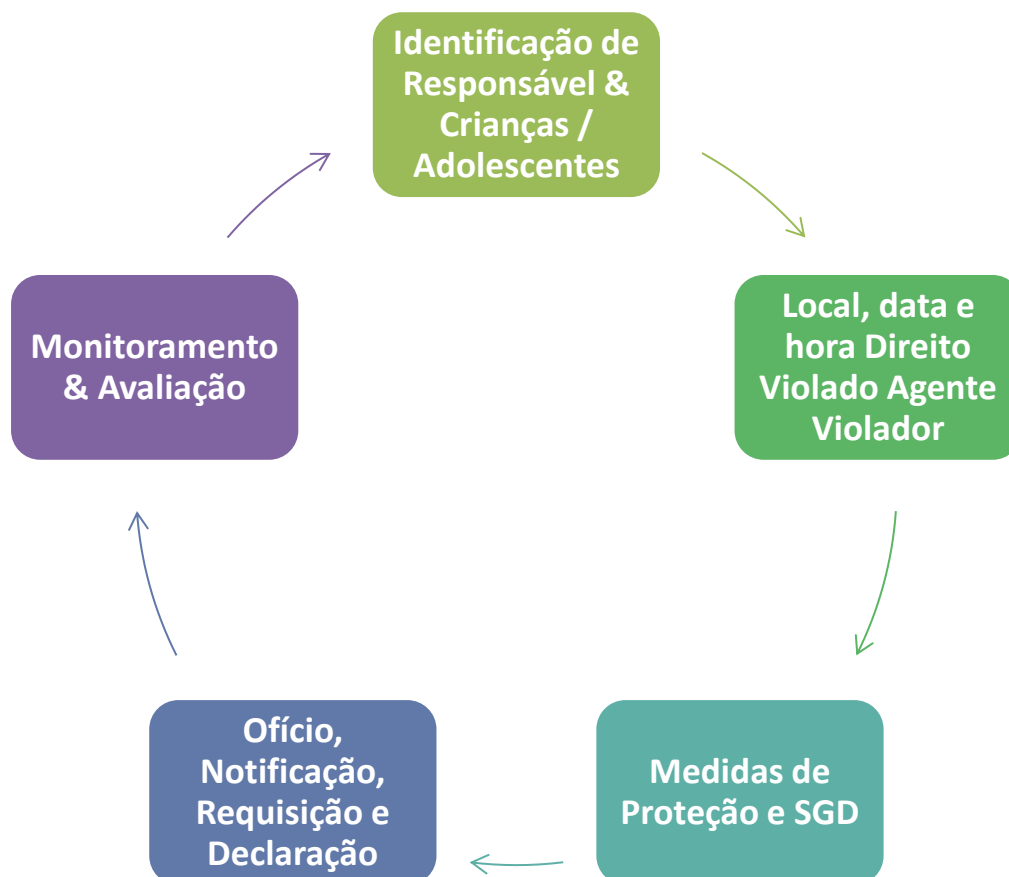 Identificação de
Responsável &
Crianças /
Adolescentes
Local, data e
hora Direito
Violado Agente
Violador
Medidas de
Proteção e SGD
Ofício,
Notificação,
Requisição e
Declaração
Monitoramento
& Avaliação